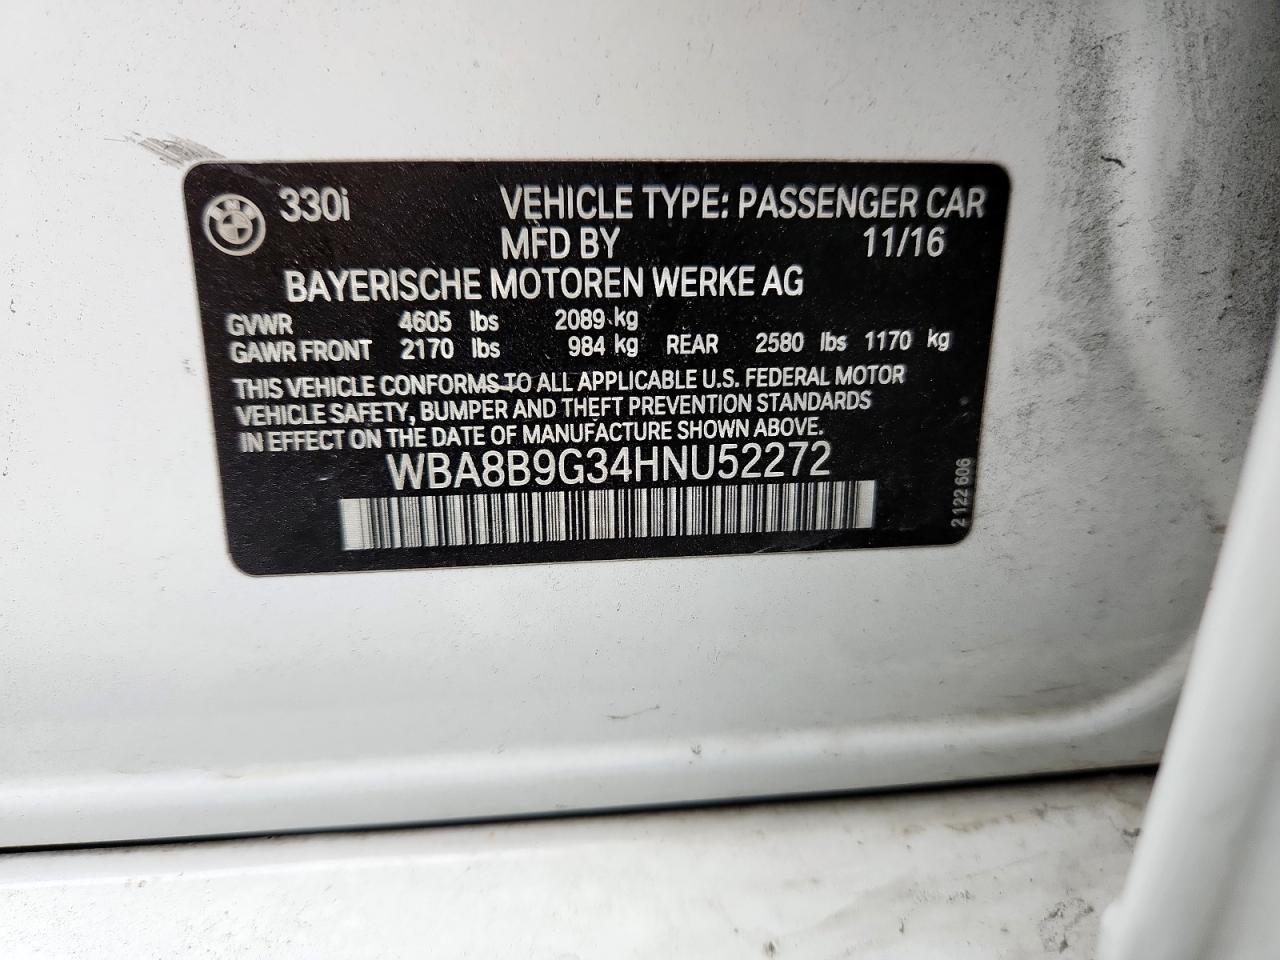 330i VEHICLE TYPE: PASSENGER CAR
MFD BY 11/16
BAYERISCHE MOTOREN WERKE AG
GVWR 4605 lbs 2089 kg
GAWR FRONT 2170 lbs 984 kg REAR 2580 lbs 1170 kg
THIS VEHICLE CONFORMS TO ALL APPLICABLE U.S. FEDERAL MOTOR
VEHICLE SAFETY, BUMPER AND THEFT PREVENTION STANDARDS
IN EFFECT ON THE DATE OF MANUFACTURE SHOWN ABOVE.
WBA8B9G34HNU52272
2 122 606